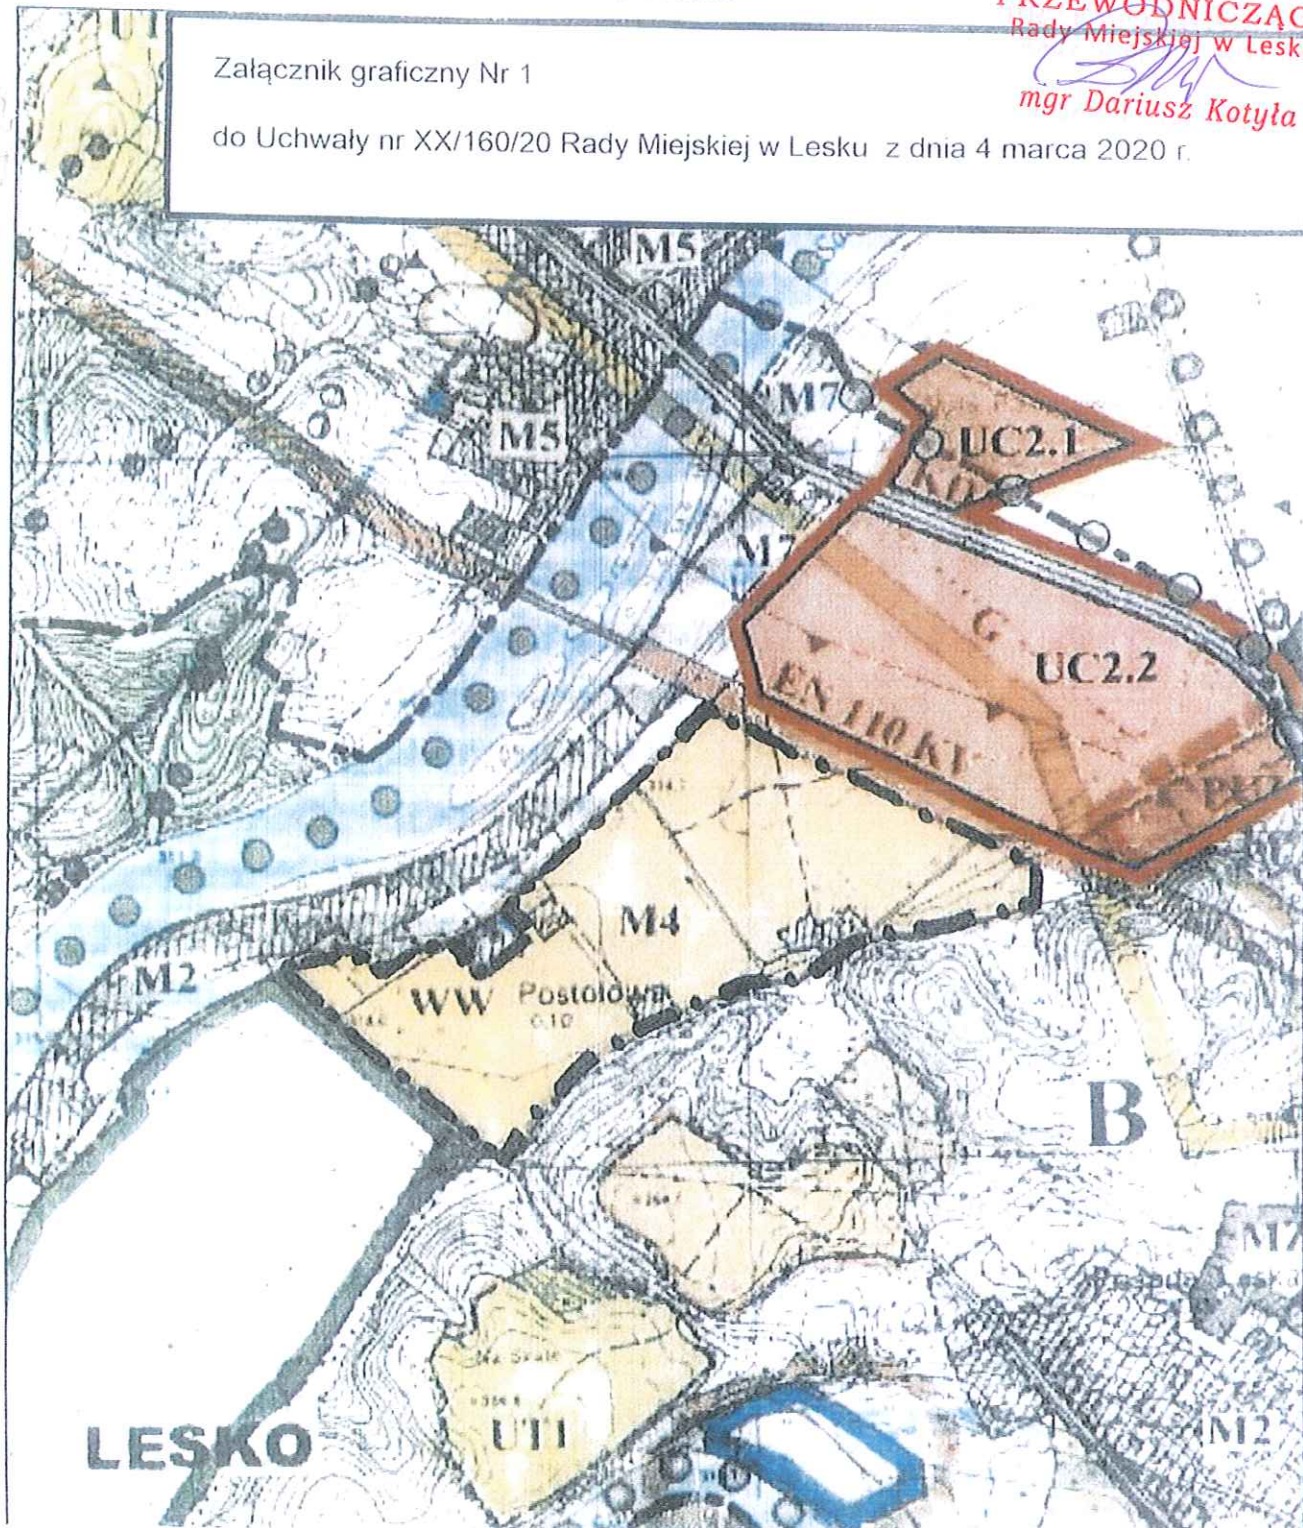 PRZEWODNICZĄC
Rady Miejskiej w Lesk
mgr Dariusz Kotyła
Załącznik graficzny Nr 1
do Uchwały nr XX/160/20 Rady Miejskiej w Lesku z dnia 4 marca 2020 r.
M5
M7
M5
UC2.1
M7
G
UC2.2
EN 110 KV
M4
M2
WW
Postołówka
B
M2
UT1
LESKO